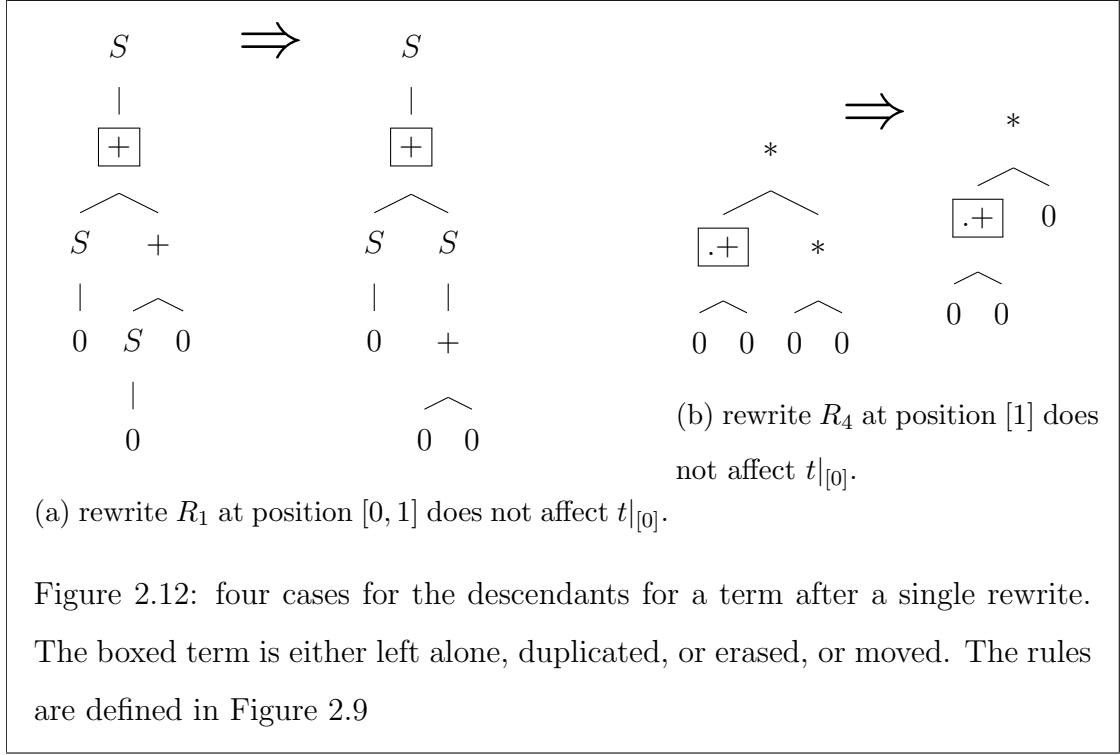 S ⇒ S
+ +
S + S S
0 S 0 0 +
0 0 0
(a) rewrite R₁ at position [0, 1] does not affect t|[0].
* ⇒ *
.+ * .+ 0
0 0 0 0 0 0
(b) rewrite R₄ at position [1] does
not affect t|[0].
Figure 2.12: four cases for the descendants for a term after a single rewrite.
The boxed term is either left alone, duplicated, or erased, or moved. The rules
are defined in Figure 2.9